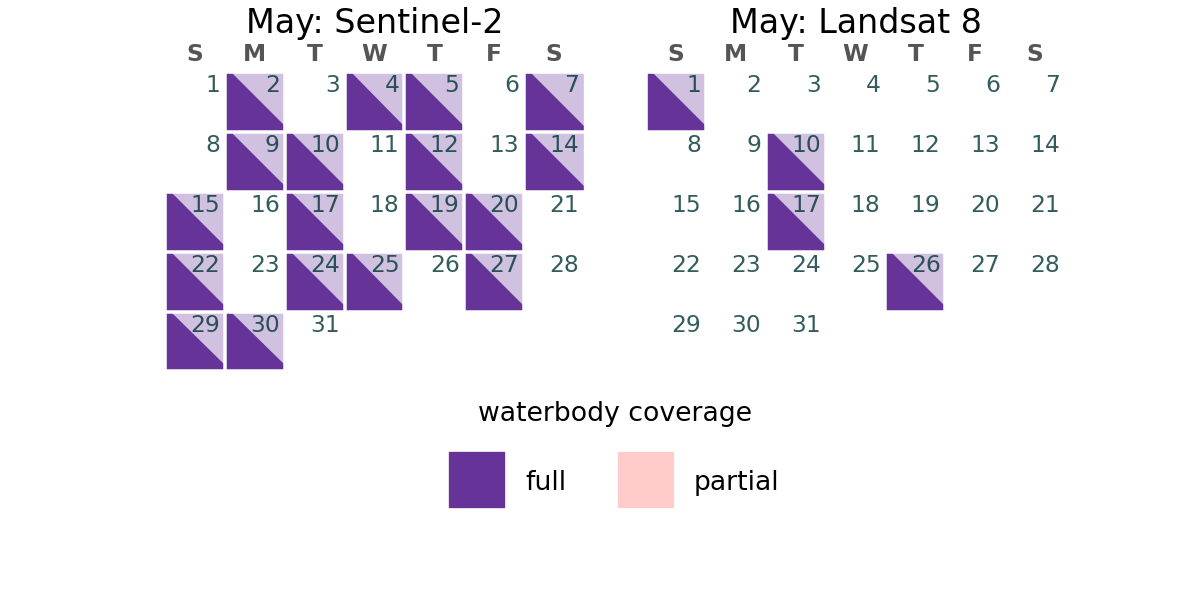 May: Sentinel-2
S M T W T F S
1 2 3 4 5 6 7
8 9 10 11 12 13 14
15 16 17 18 19 20 21
22 23 24 25 26 27 28
29 30 31
May: Landsat 8
S M T W T F S
1 2 3 4 5 6 7
8 9 10 11 12 13 14
15 16 17 18 19 20 21
22 23 24 25 26 27 28
29 30 31
waterbody coverage
full
partial